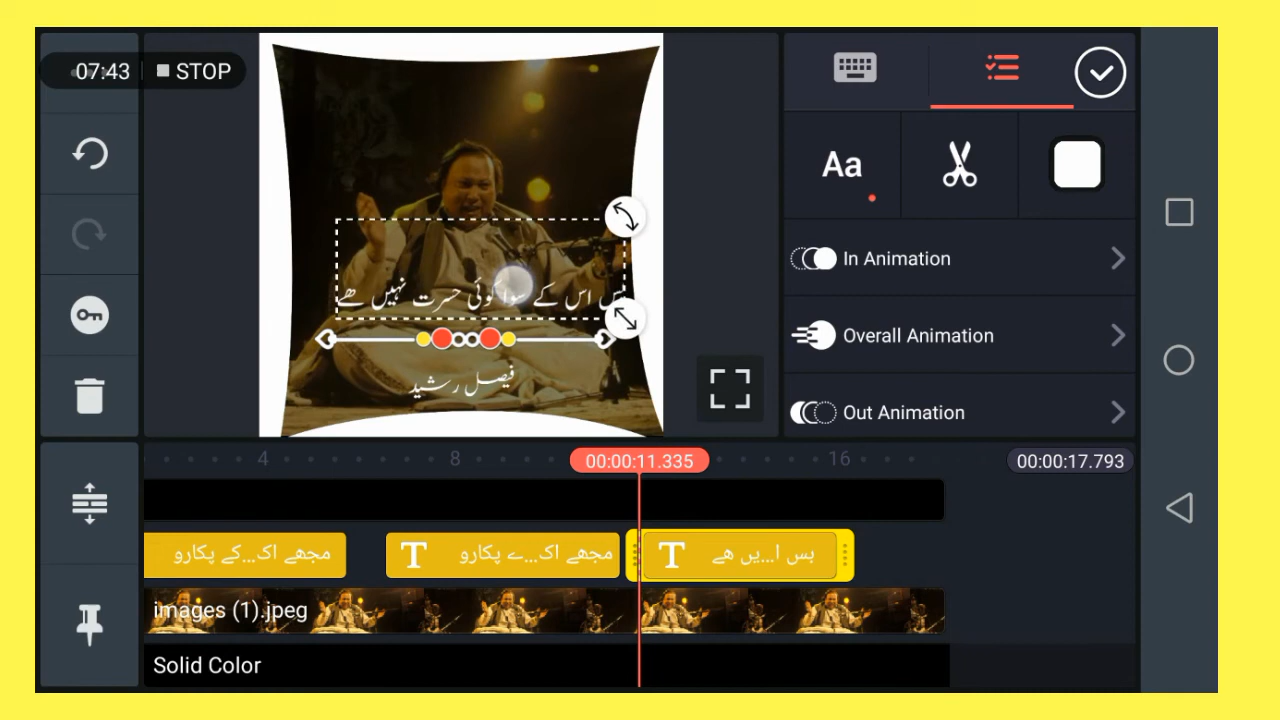 07:43 STOP
Aa
In Animation
بس اس کے سوا کوئی حسرت نہیں ھے
Overall Animation
فیصل رشید
Out Animation
4 8 00:00:11.335 16 00:00:17.793
مجھے اک...کے پکارو
T مجھے اک...ے پکارو
T بس ا...یں ھے
images (1).jpeg
Solid Color